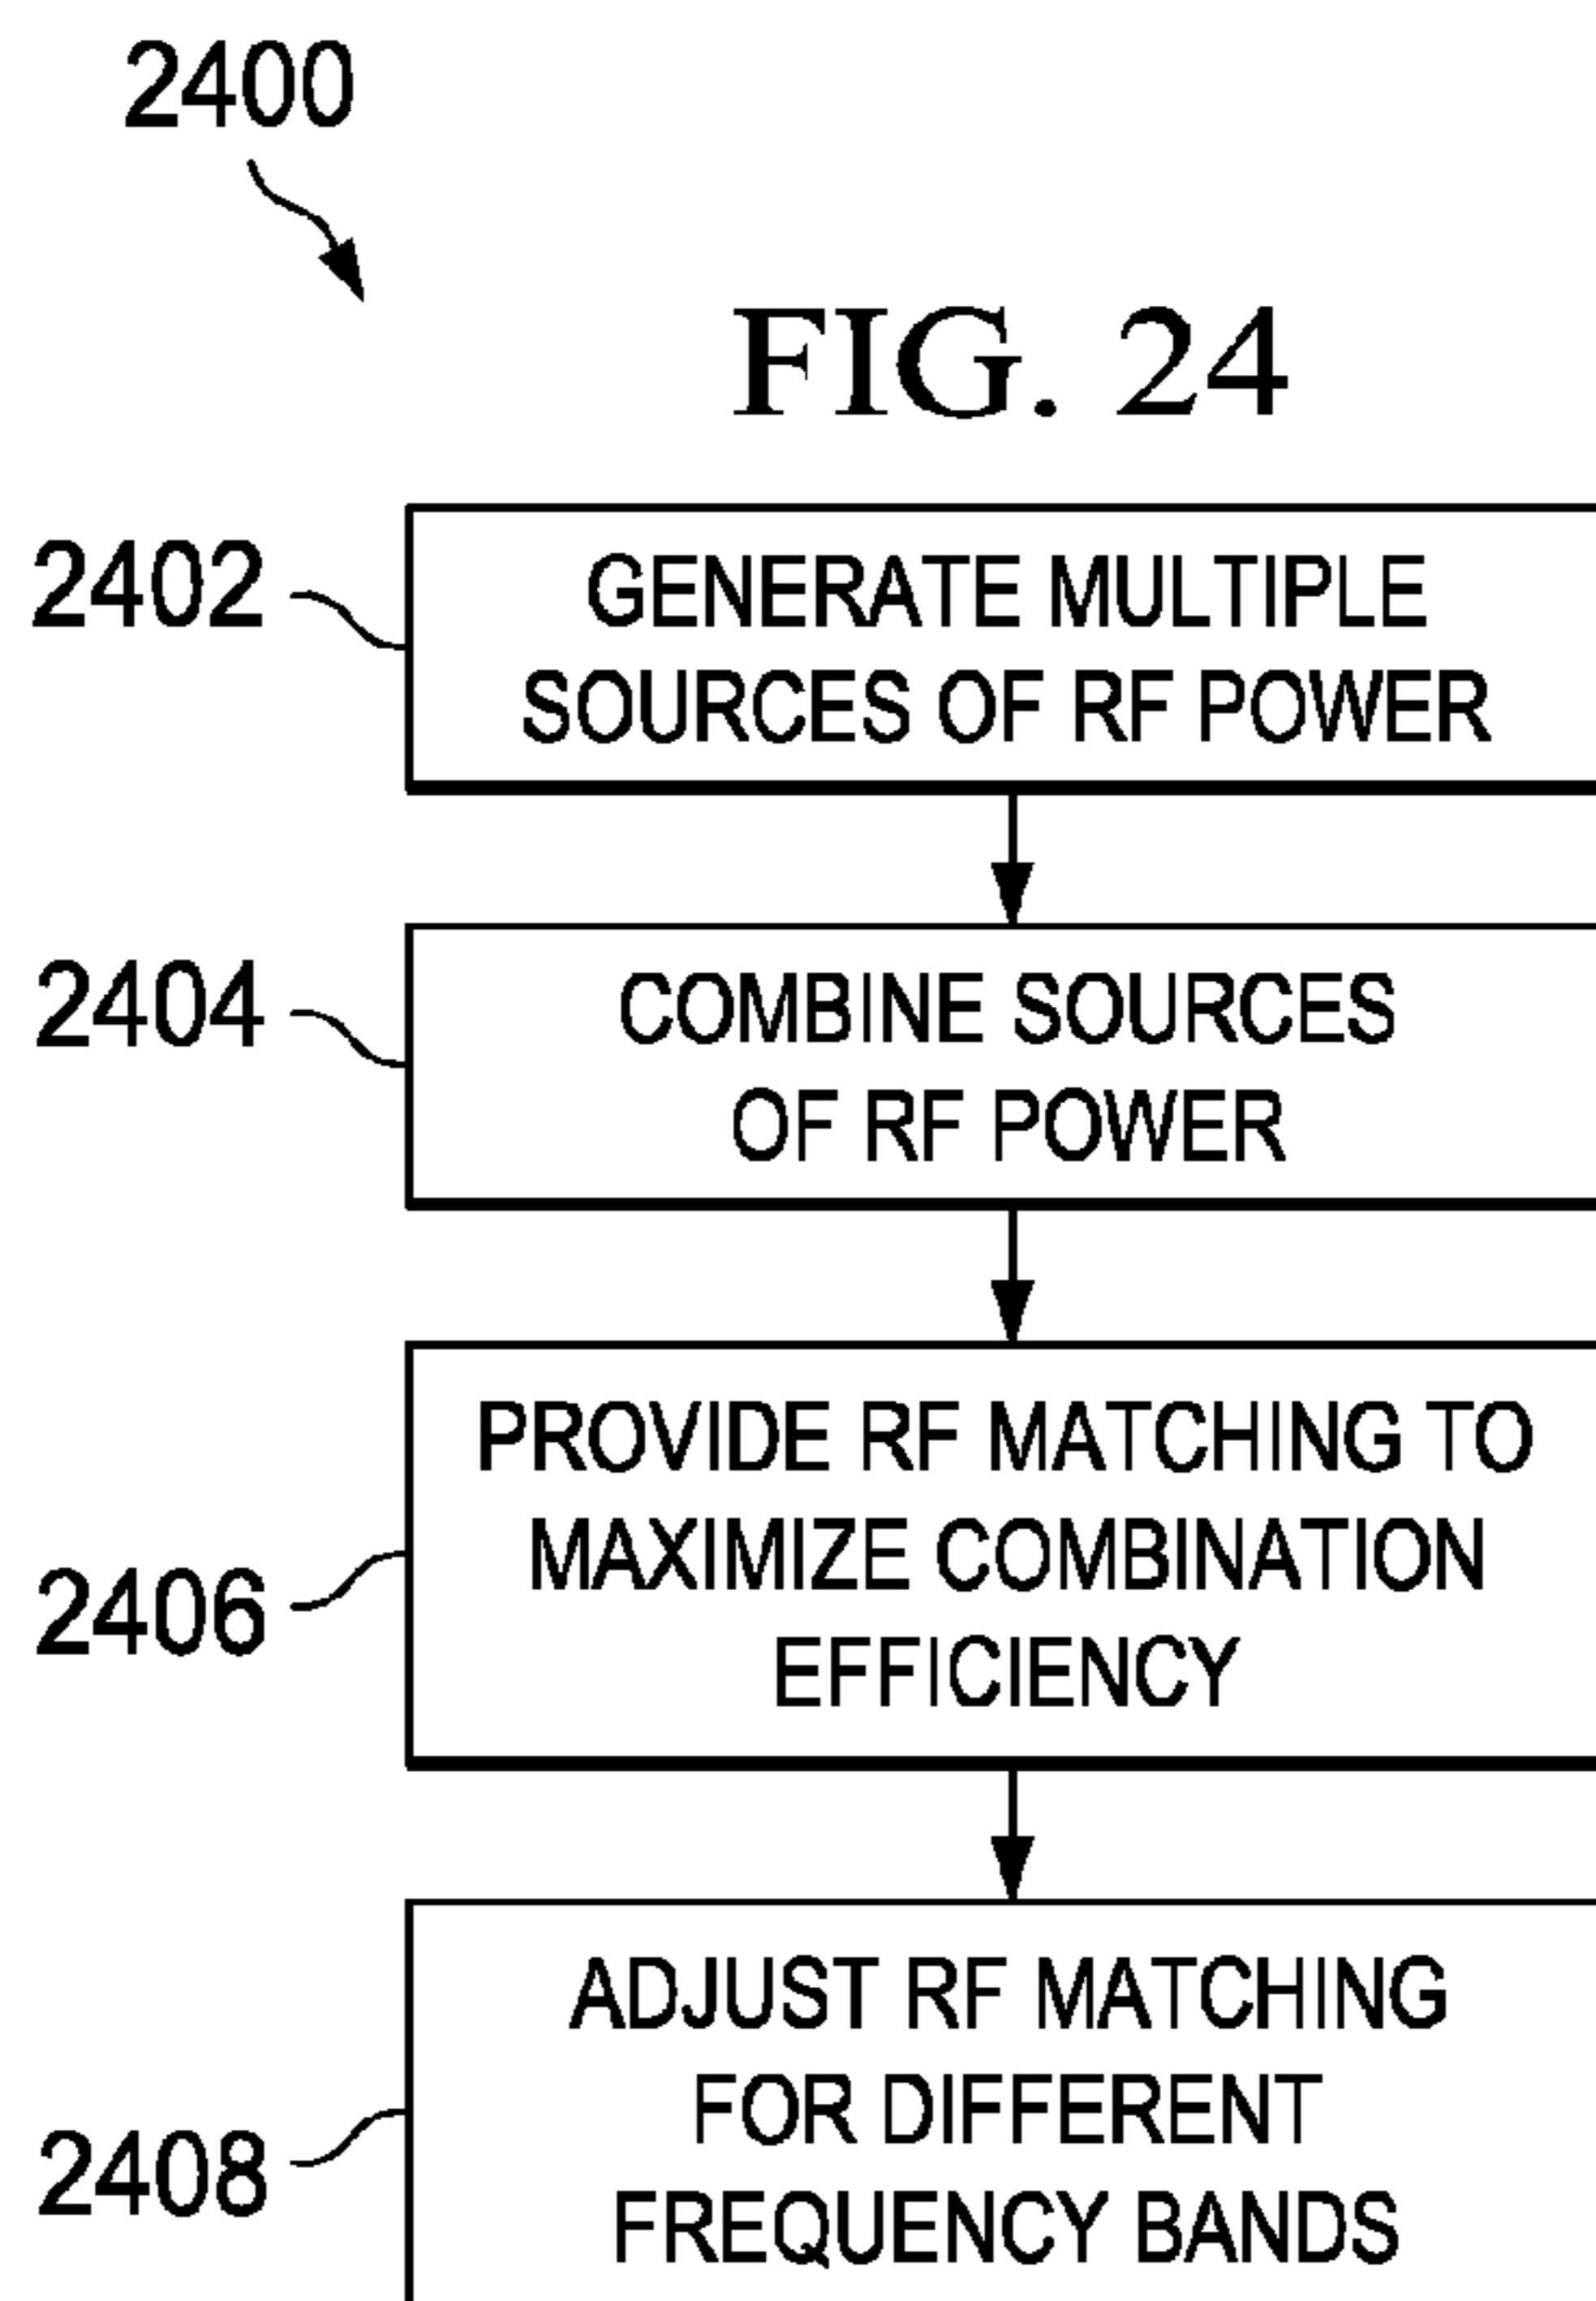 2400
FIG. 24
2402
GENERATE MULTIPLE
SOURCES OF RF POWER
2404
COMBINE SOURCES
OF RF POWER
2406
PROVIDE RF MATCHING TO
MAXIMIZE COMBINATION
EFFICIENCY
2408
ADJUST RF MATCHING
FOR DIFFERENT
FREQUENCY BANDS